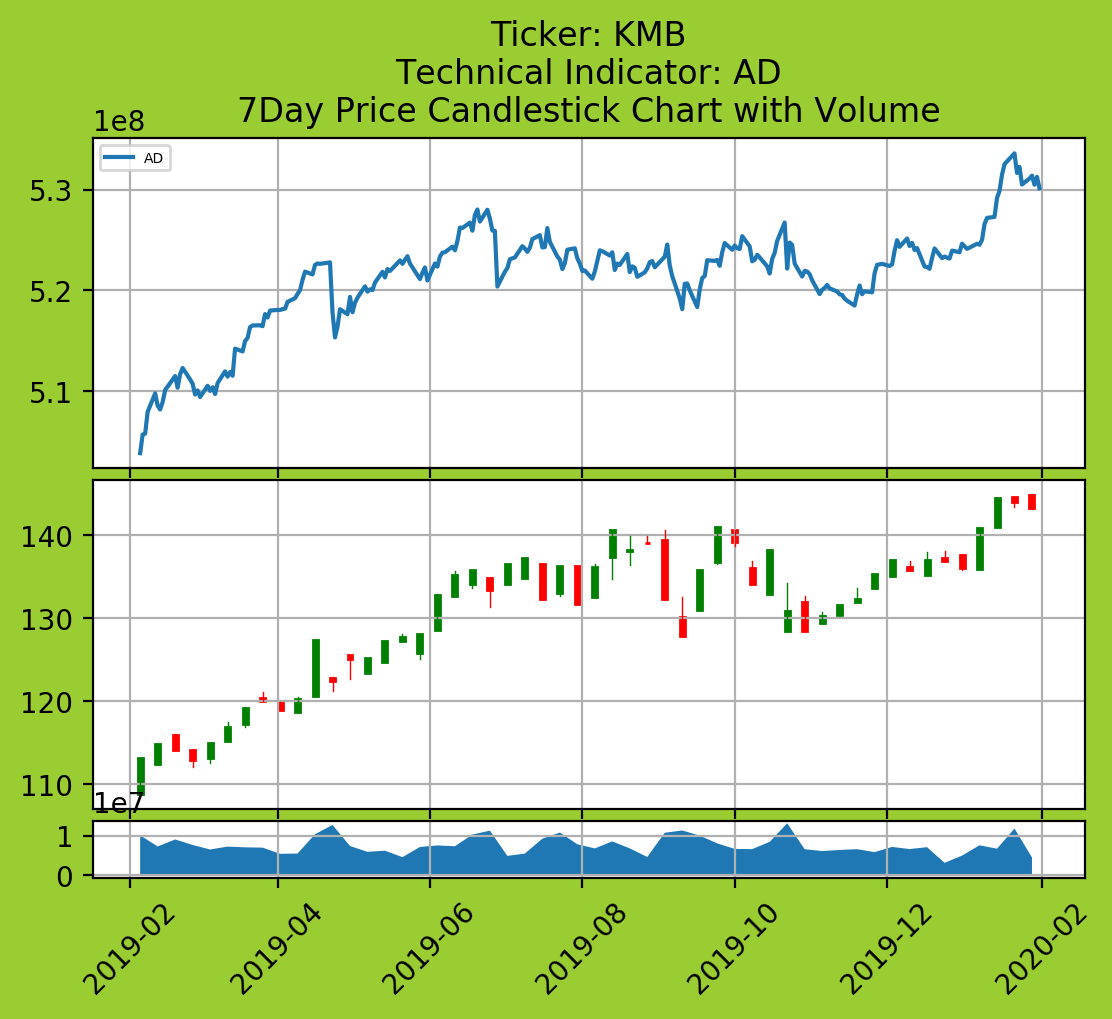 Ticker: KMB
Technical Indicator: AD
7Day Price Candlestick Chart with Volume
1e8
AD
5.3
5.2
5.1
140
130
120
110
1e7
1
0
2019-02
2019-04
2019-06
2019-08
2019-10
2019-12
2020-02